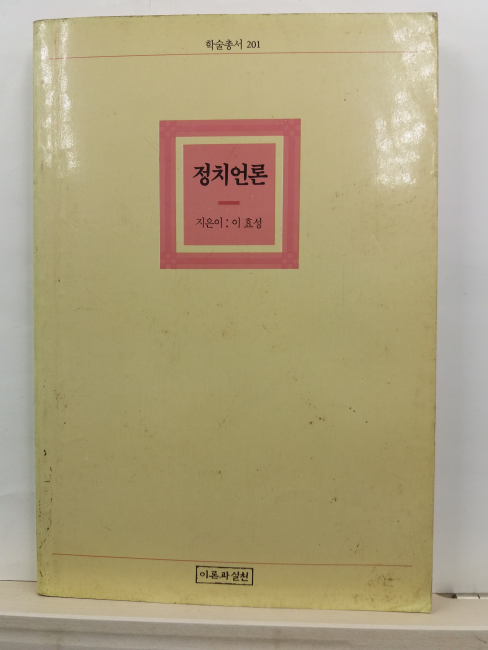 학술총서 201
정치언론
지은이 : 이 효성
이론과실천